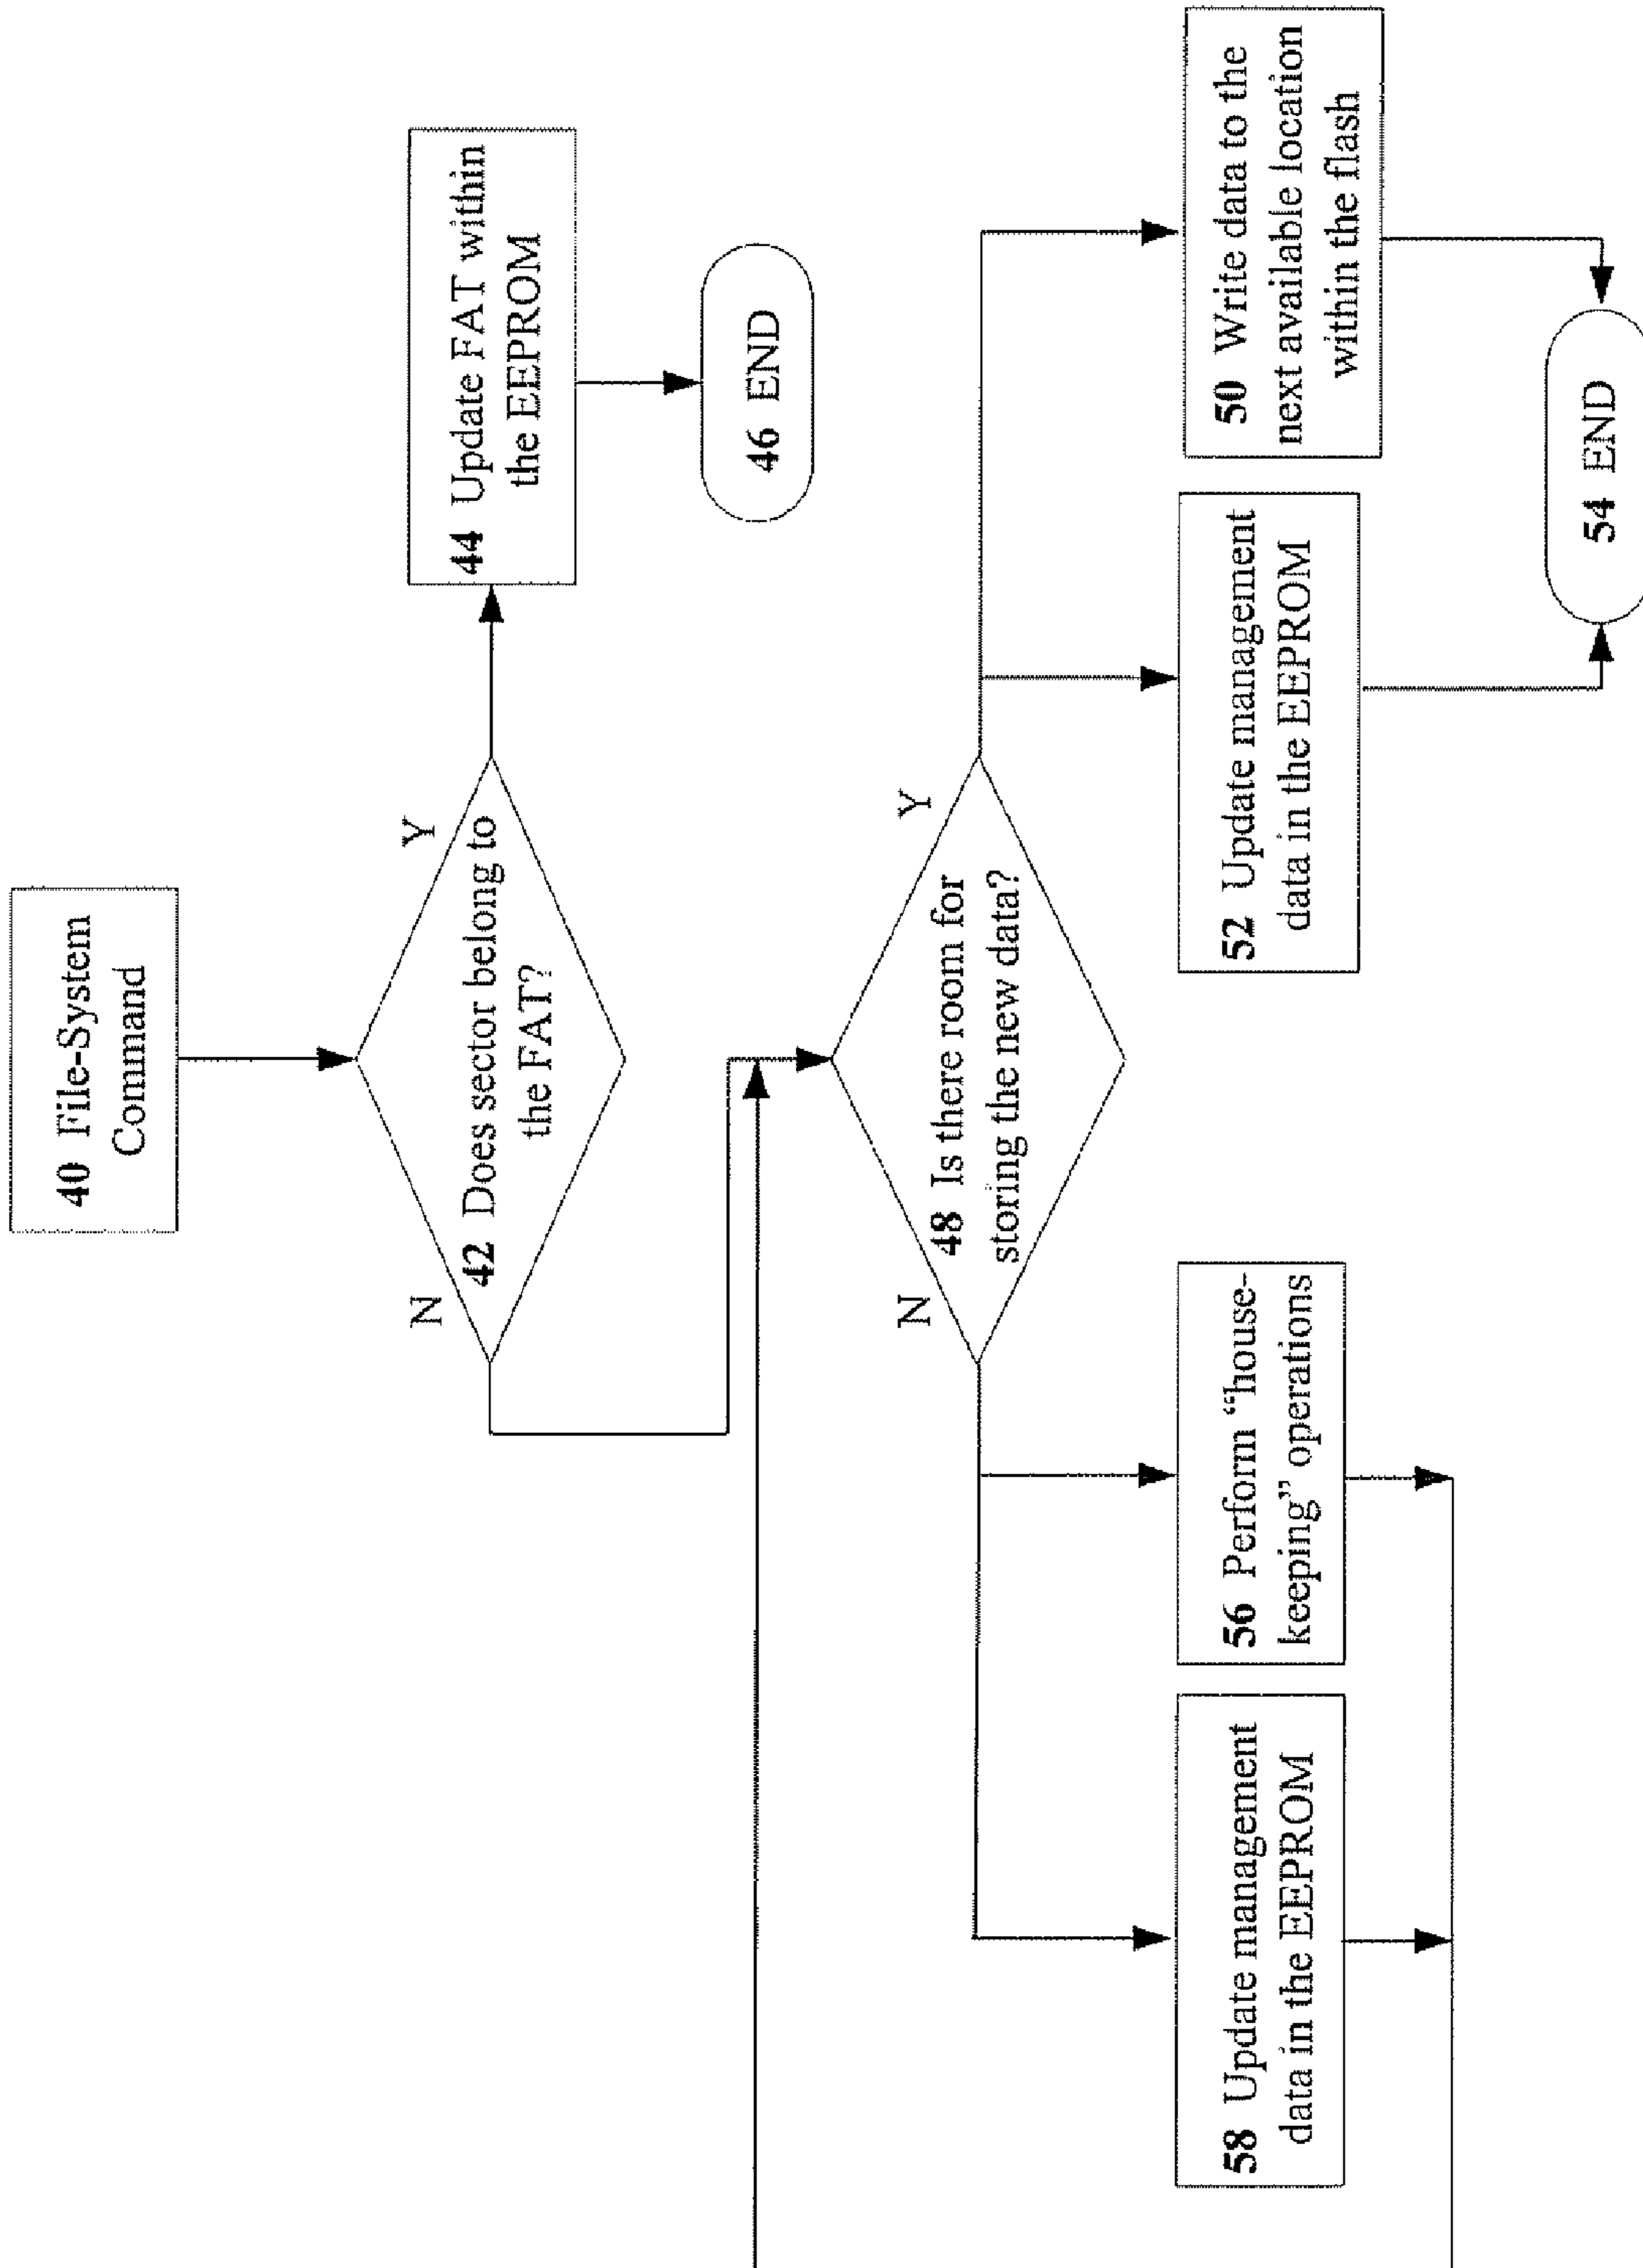 40 File-System
Command
Y
N
42 Does sector belong to
the FAT?
44 Update FAT within
the EEPROM
46 END
N
Y
48 Is there room for
storing the new data?
58 Update management
data in the EEPROM
56 Perform “house-
keeping” operations
52 Update management
data in the EEPROM
50 Write data to the
next available location
within the flash
54 END